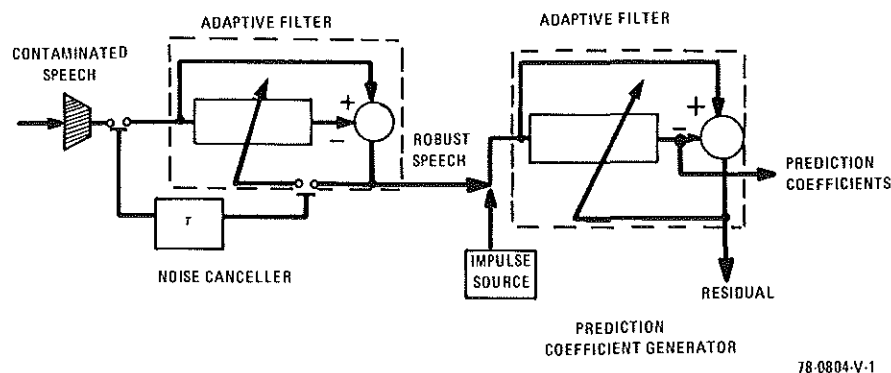 ADAPTIVE FILTER
ADAPTIVE FILTER
CONTAMINATED
SPEECH
+
−
ROBUST
SPEECH
+
−
PREDICTION
COEFFICIENTS
T
NOISE CANCELLER
IMPULSE
SOURCE
RESIDUAL
PREDICTION
COEFFICIENT GENERATOR
78-0804-V-1